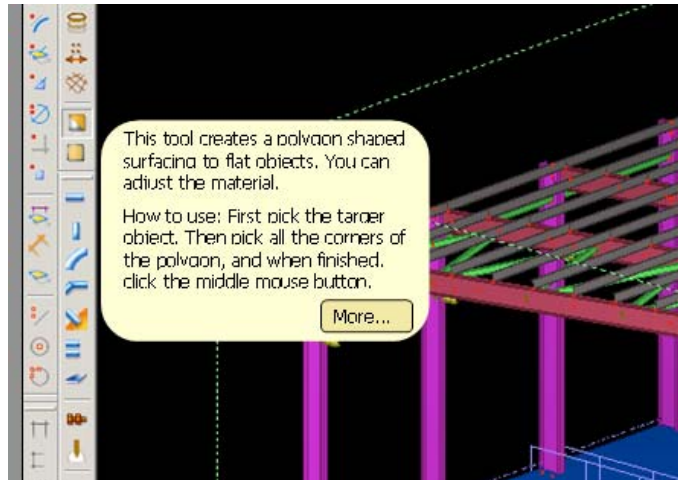 This tool creates a polygon shaped
surfacing to flat objects. You can
adjust the material.
How to use: First pick the targer
object. Then pick all the corners of
the polygon, and when finished,
click the middle mouse button.
More...